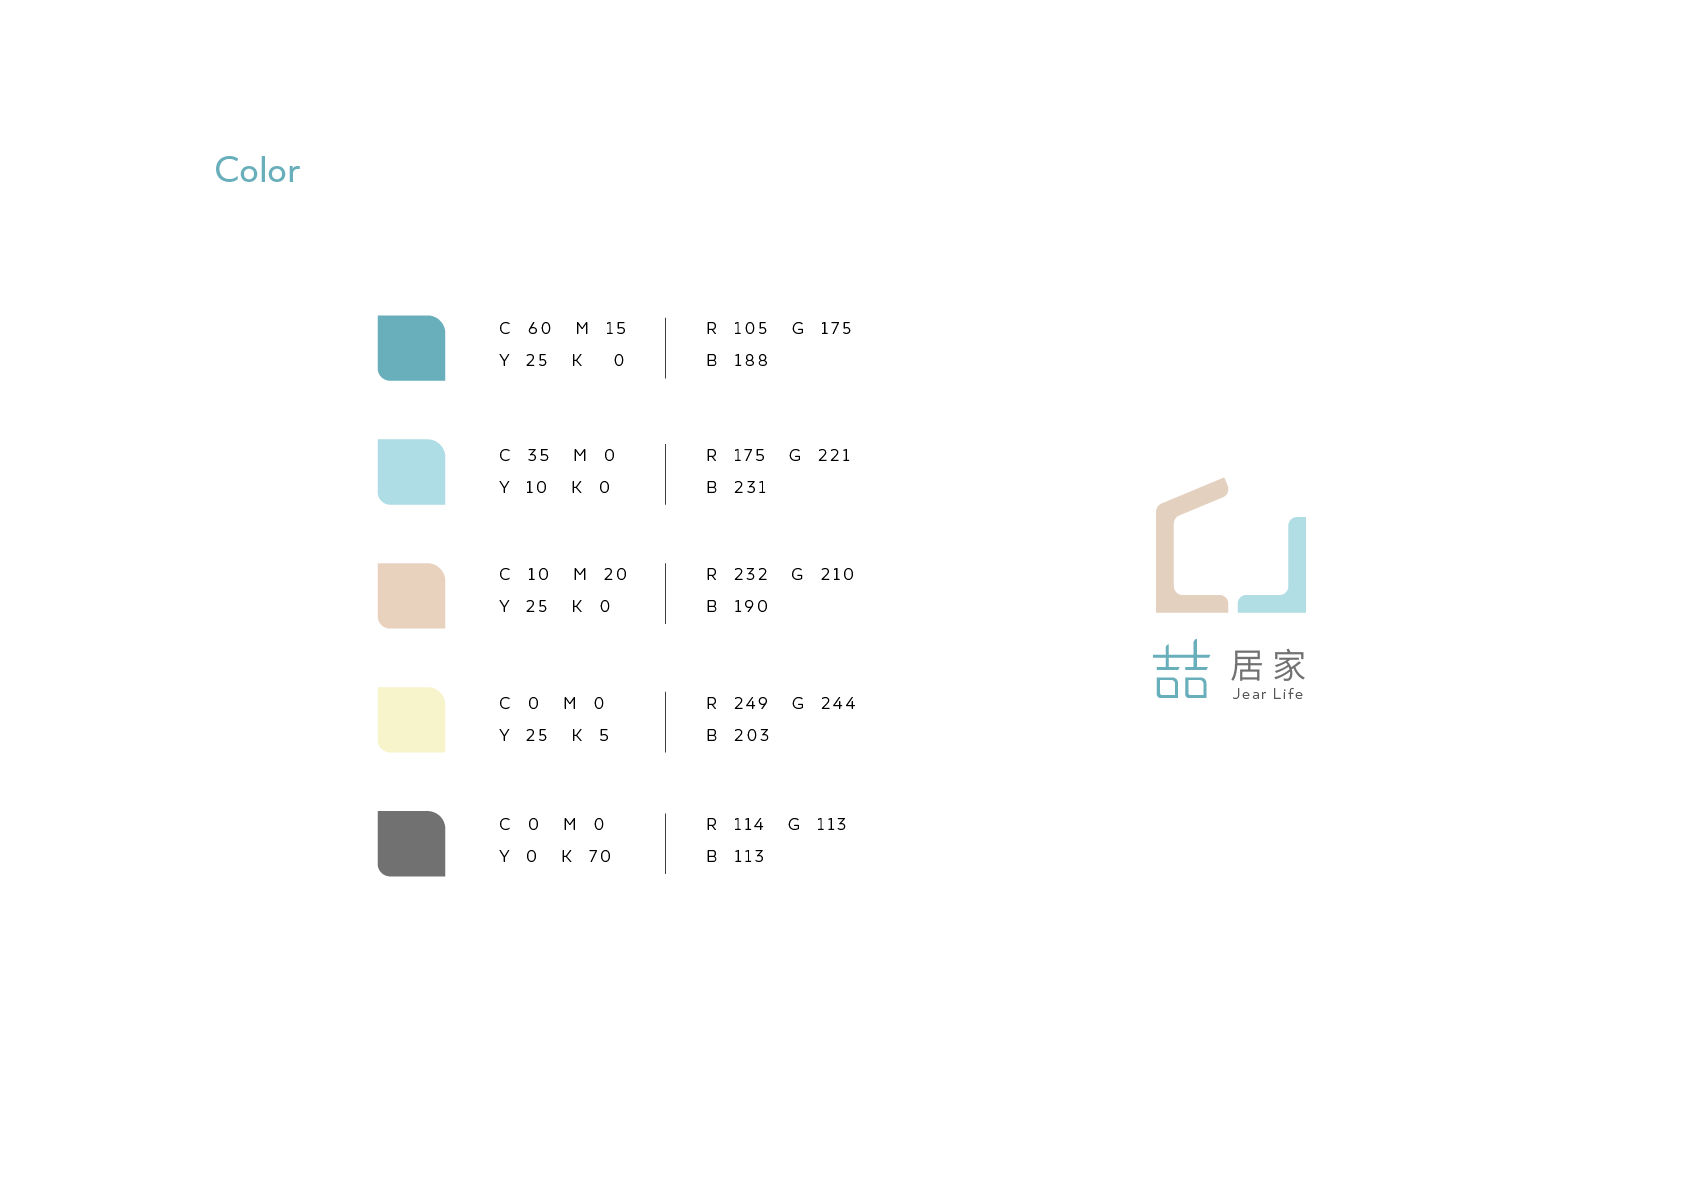 Color
C 60 M 15
Y 25 K 0
R 105 G 175
B 188
C 35 M 0
Y 10 K 0
R 175 G 221
B 231
C 10 M 20
Y 25 K 0
R 232 G 210
B 190
C 0 M 0
Y 25 K 5
R 249 G 244
B 203
C 0 M 0
Y 0 K 70
R 114 G 113
B 113
喆居家
Jear Life